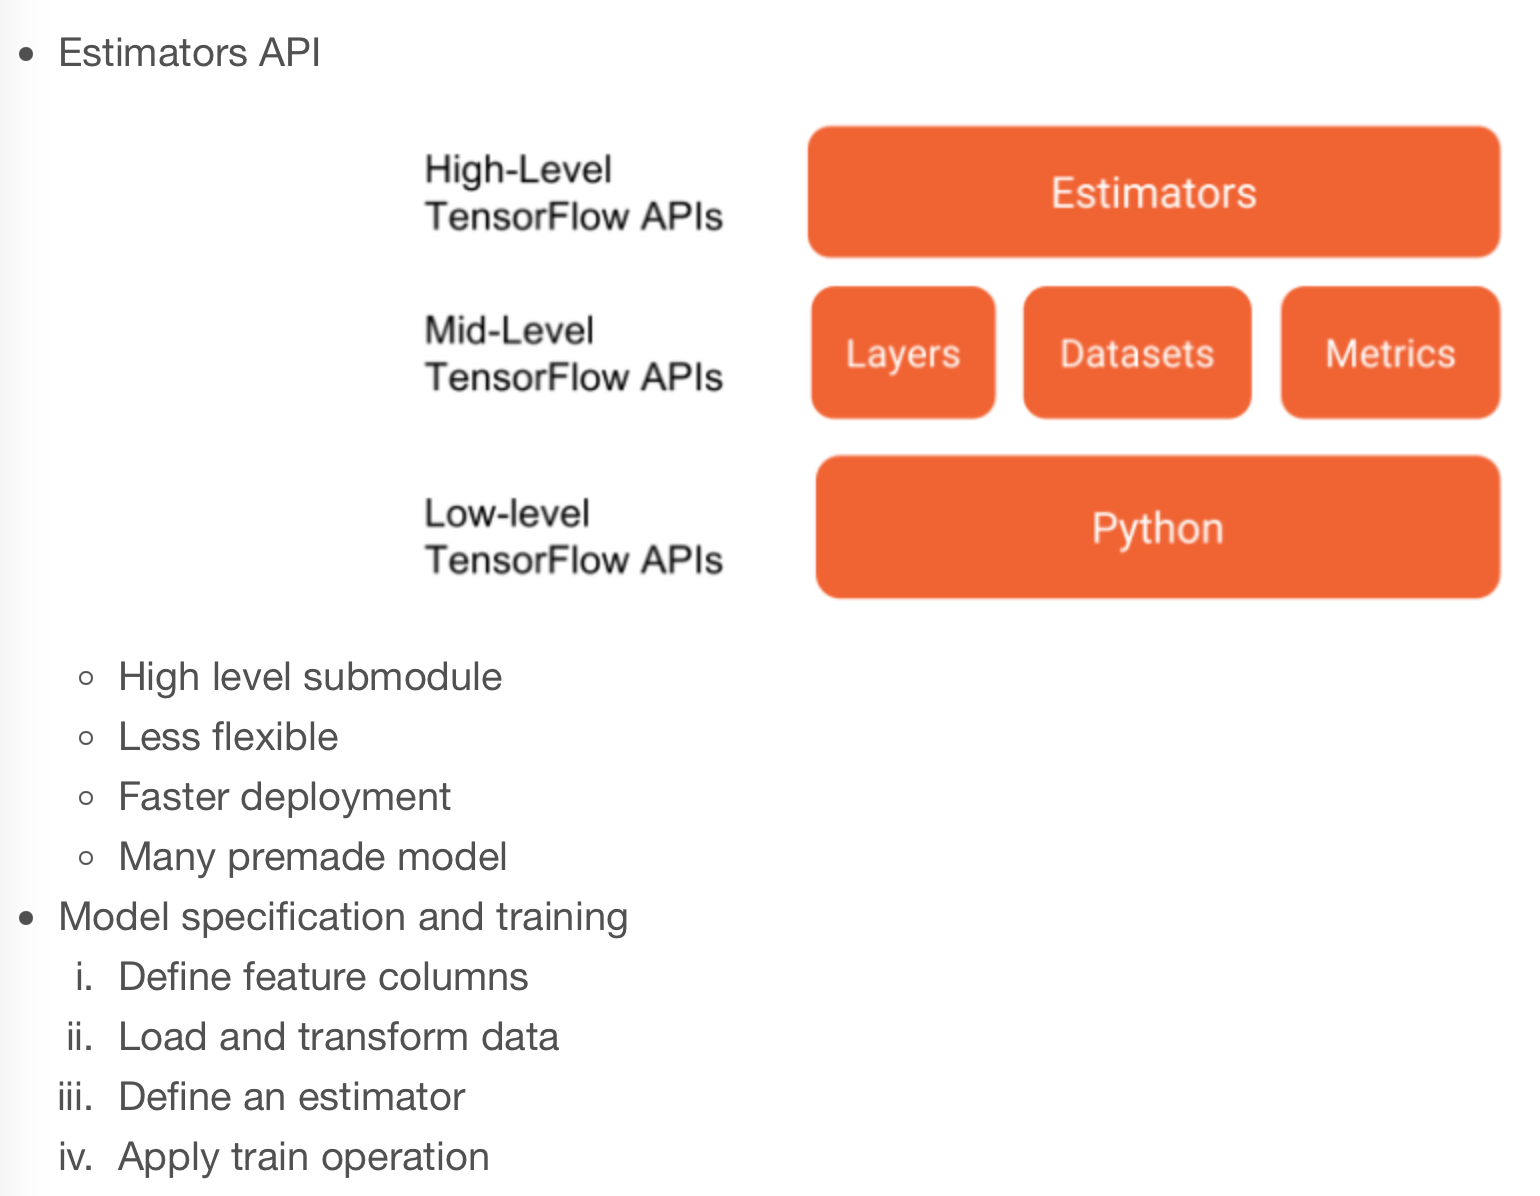 Estimators API
High-Level
TensorFlow APIs
Estimators
Mid-Level
TensorFlow APIs
Layers
Datasets
Metrics
Low-level
TensorFlow APIs
Python
High level submodule
Less flexible
Faster deployment
Many premade model
Model specification and training
i. Define feature columns
ii. Load and transform data
iii. Define an estimator
iv. Apply train operation